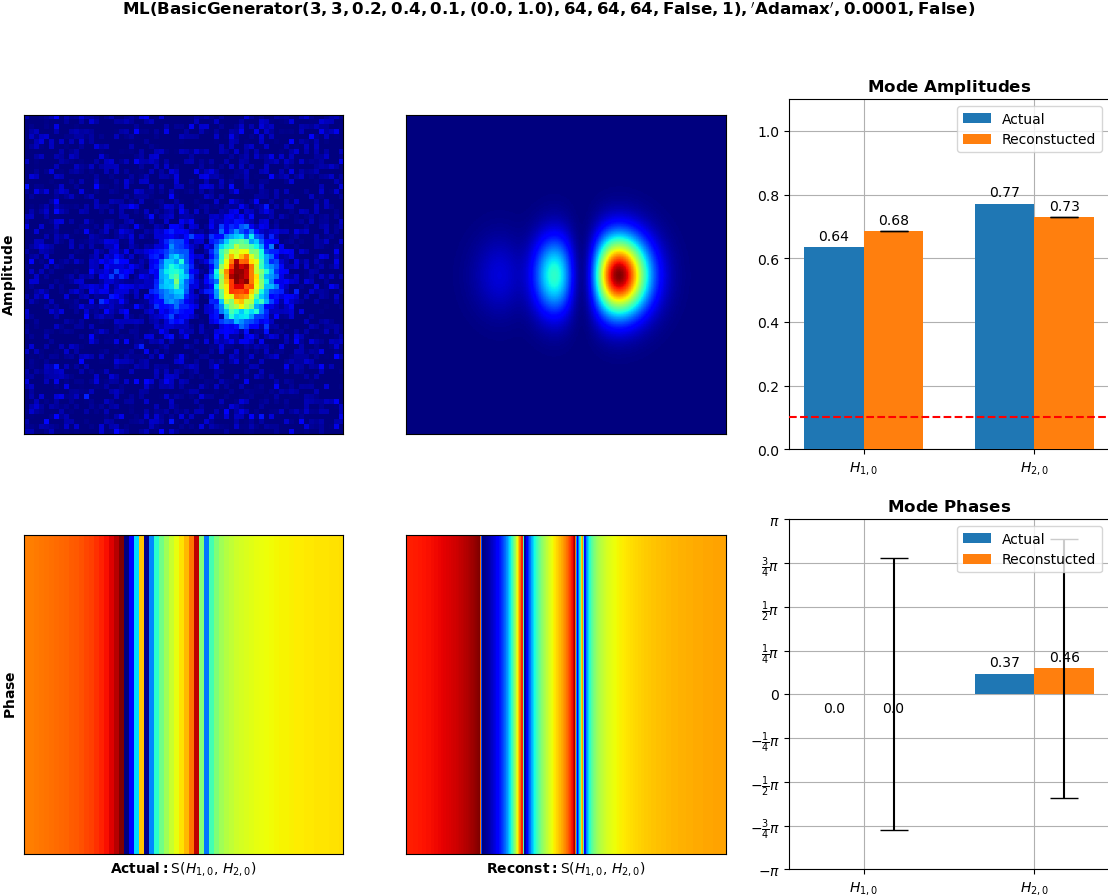 ML(BasicGenerator(3, 3, 0.2, 0.4, 0.1, (0.0, 1.0), 64, 64, 64, False, 1), 'Adamax', 0.0001, False)
Amplitude
Mode Amplitudes
Actual
Reconstucted
1.0
0.8
0.6
0.4
0.2
0.0
0.64
0.68
0.77
0.73
H1,0
H2,0
Phase
Actual: S(H1,0, H2,0)
Reconst: S(H1,0, H2,0)
Mode Phases
Actual
Reconstucted
π
3/4π
1/2π
1/4π
0
−1/4π
−1/2π
−3/4π
−π
0.0
0.0
0.37
0.46
H1,0
H2,0